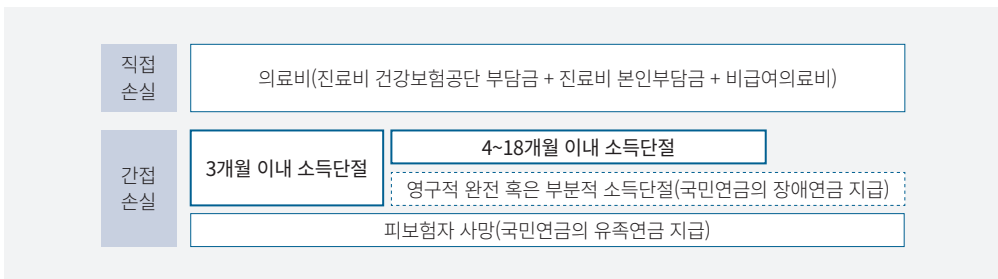 직접
손실
의료비(진료비 건강보험공단 부담금 + 진료비 본인부담금 + 비급여의료비)
간접
손실
3개월 이내 소득단절
4~18개월 이내 소득단절
영구적 완전 혹은 부분적 소득단절(국민연금의 장애연금 지급)
피보험자 사망(국민연금의 유족연금 지급)